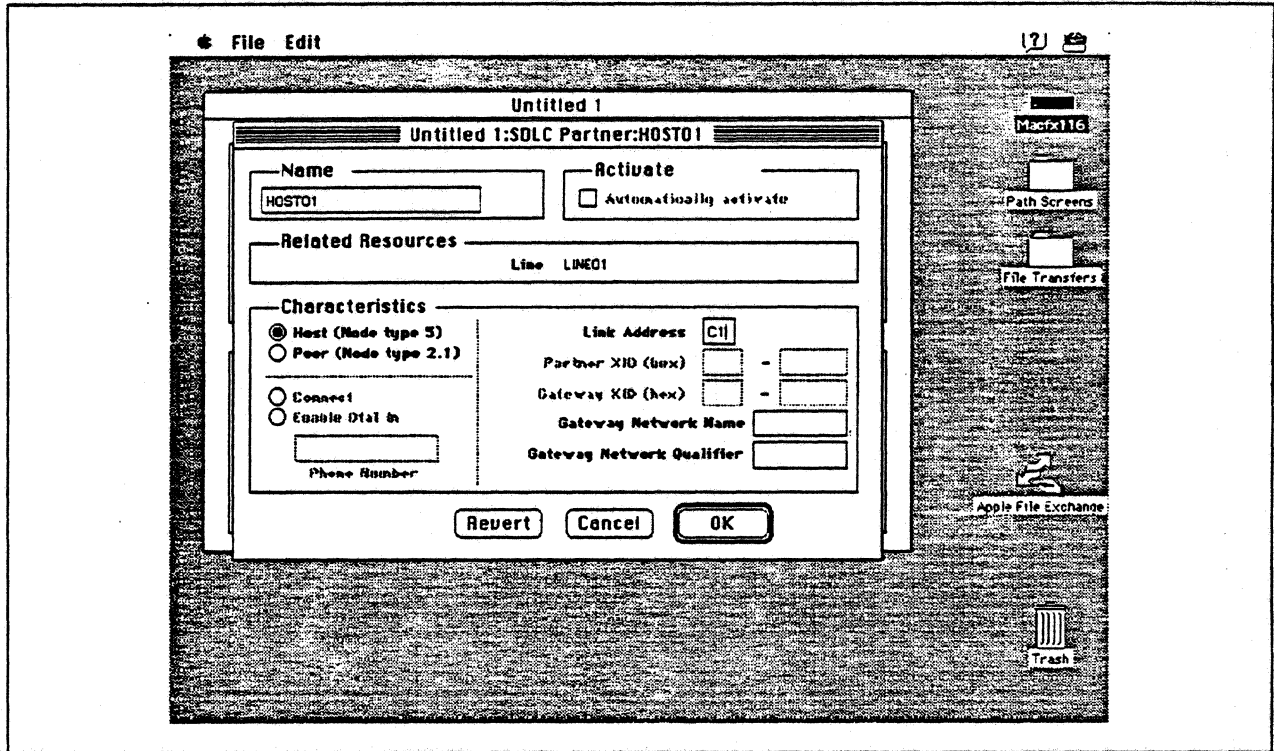 File Edit
Untitled 1
Untitled 1:SDLC Partner:HOST01
Name
HOST01
Activate
Automatically activate
Related Resources
Line LINE01
Characteristics
Host (Node type 5)
Peer (Node type 2.1)
Connect
Enable Dial in
Phone Number
Link Address C1
Partner XID (hex) -
Gateway XID (hex) -
Gateway Network Name
Gateway Network Qualifier
Revert Cancel OK
Macfx1.16
Path Screens
File Transfers
Apple File Exchange
Trash